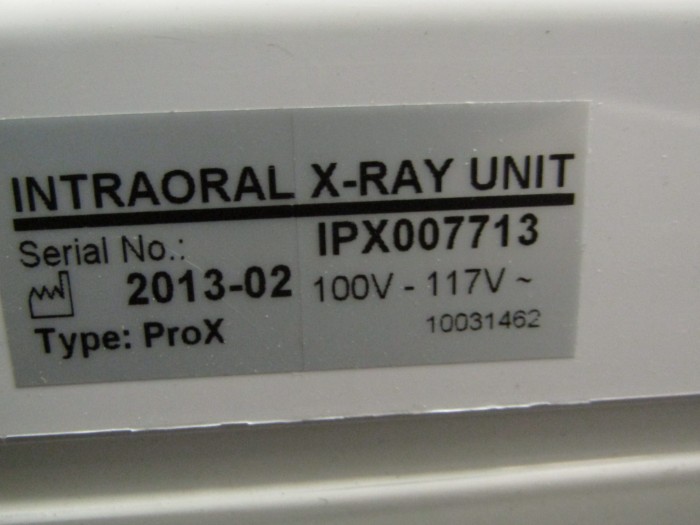 INTRAORAL X-RAY UNIT
Serial No.: IPX007713
2013-02 100V - 117V ~
Type: ProX 10031462